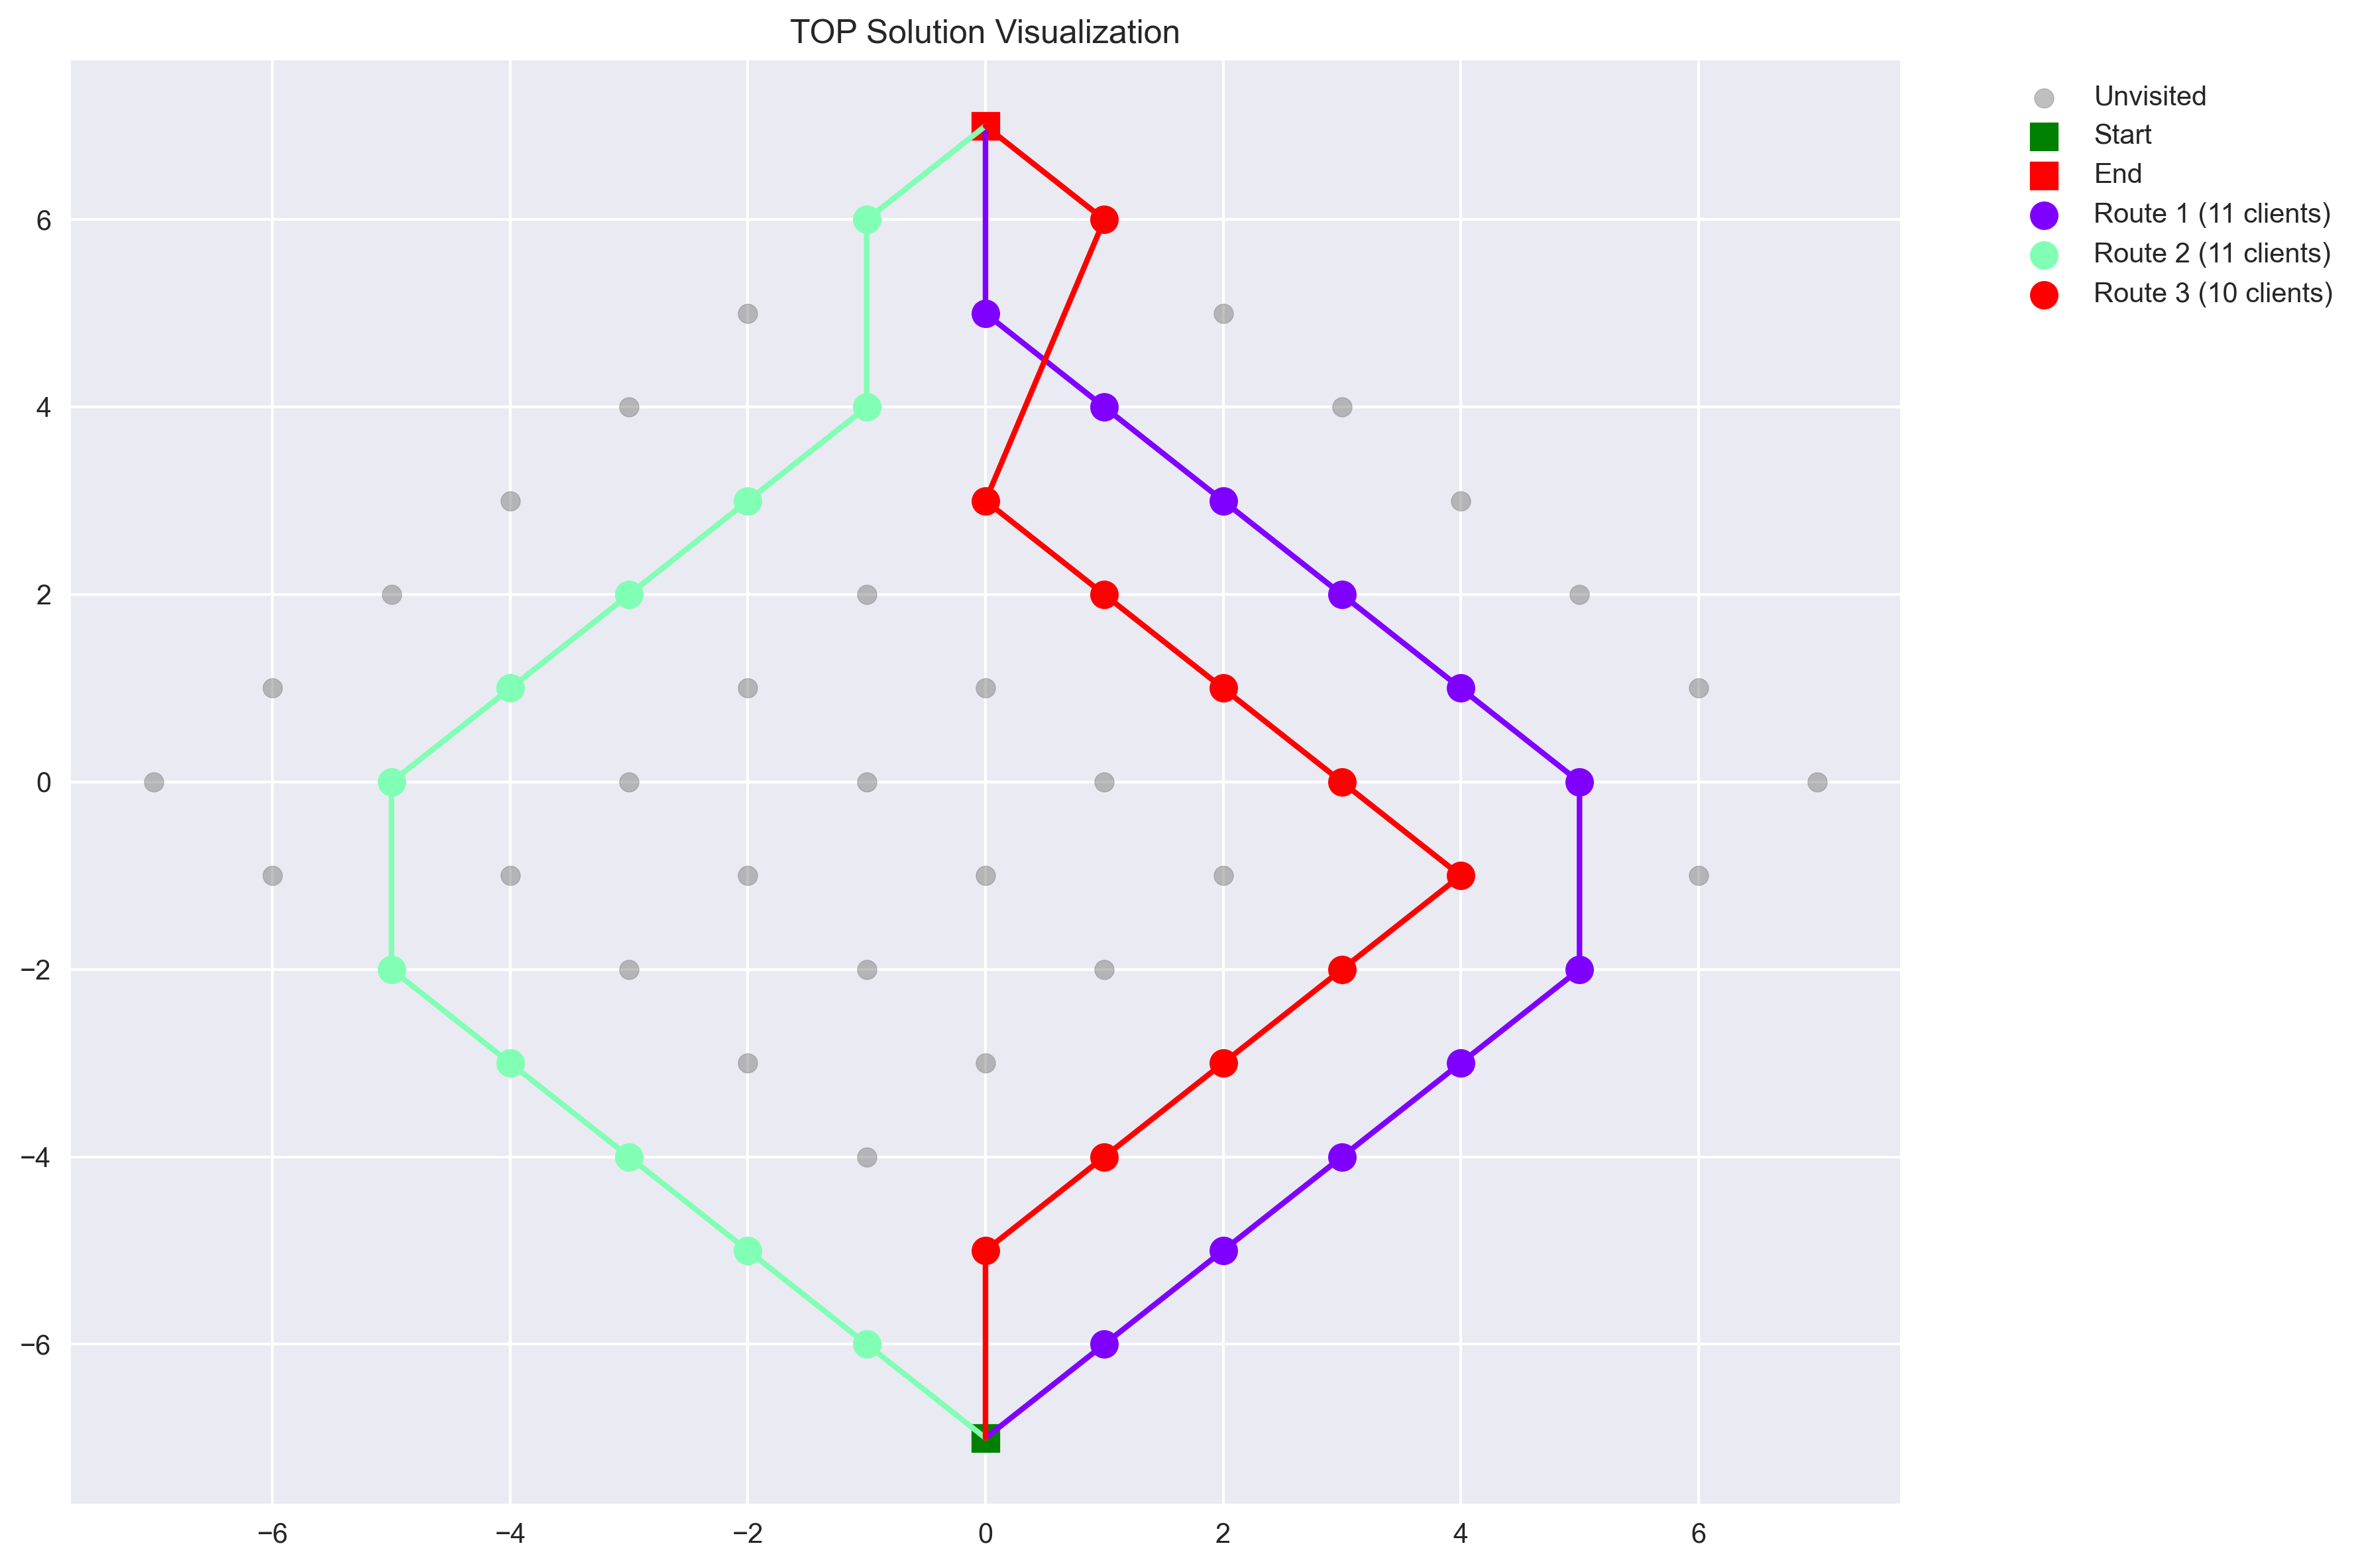 TOP Solution Visualization
Unvisited
Start
End
Route 1 (11 clients)
Route 2 (11 clients)
Route 3 (10 clients)
6
4
2
0
−2
−4
−6
−6 −4 −2 0 2 4 6